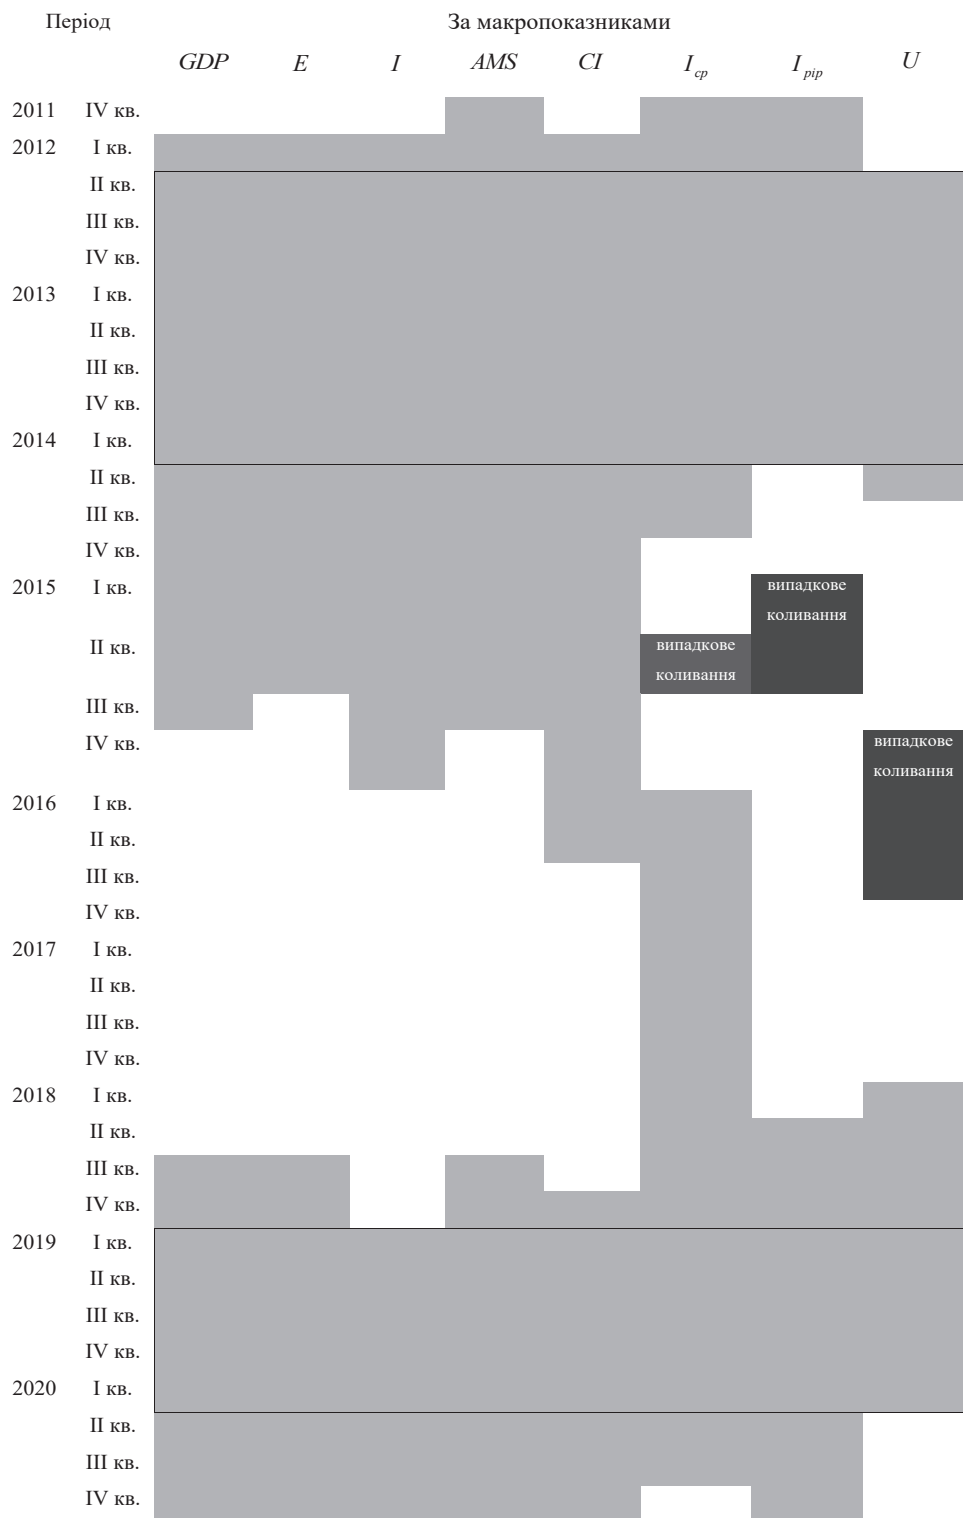 Період За макропоказниками
GDP E I AMS CI I cp I pip U
2011 IV кв.
2012 I кв.
II кв.
III кв.
IV кв.
2013 I кв.
II кв.
III кв.
IV кв.
2014 I кв.
II кв.
III кв.
IV кв.
2015 I кв. випадкове
коливання
II кв. випадкове
коливання
III кв.
IV кв. випадкове
коливання
2016 I кв.
II кв.
III кв.
IV кв.
2017 I кв.
II кв.
III кв.
IV кв.
2018 I кв.
II кв.
III кв.
IV кв.
2019 I кв.
II кв.
III кв.
IV кв.
2020 I кв.
II кв.
III кв.
IV кв.